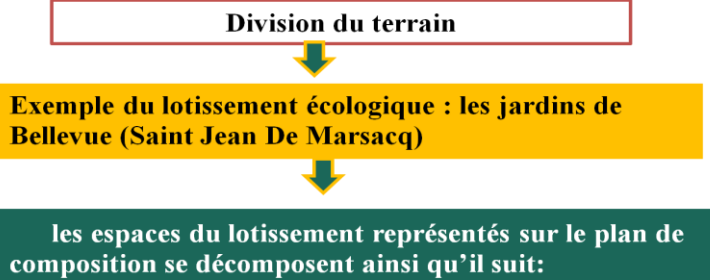 Division du terrain
Exemple du lotissement écologique : les jardins de
Bellevue (Saint Jean De Marsacq)
les espaces du lotissement représentés sur le plan de
composition se décomposent ainsi qu’il suit: